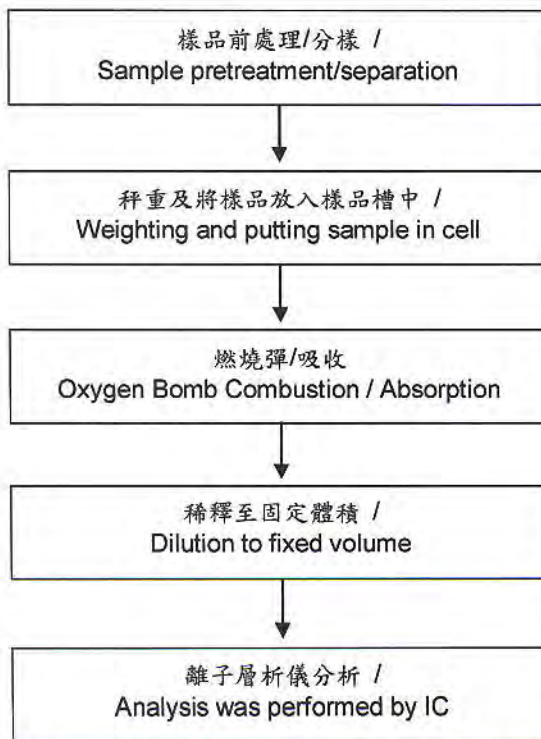 樣品前處理/分樣 /
Sample pretreatment/separation
秤重及將樣品放入樣品槽中 /
Weighting and putting sample in cell
燃燒彈/吸收
Oxygen Bomb Combustion / Absorption
稀釋至固定體積 /
Dilution to fixed volume
離子層析儀分析 /
Analysis was performed by IC